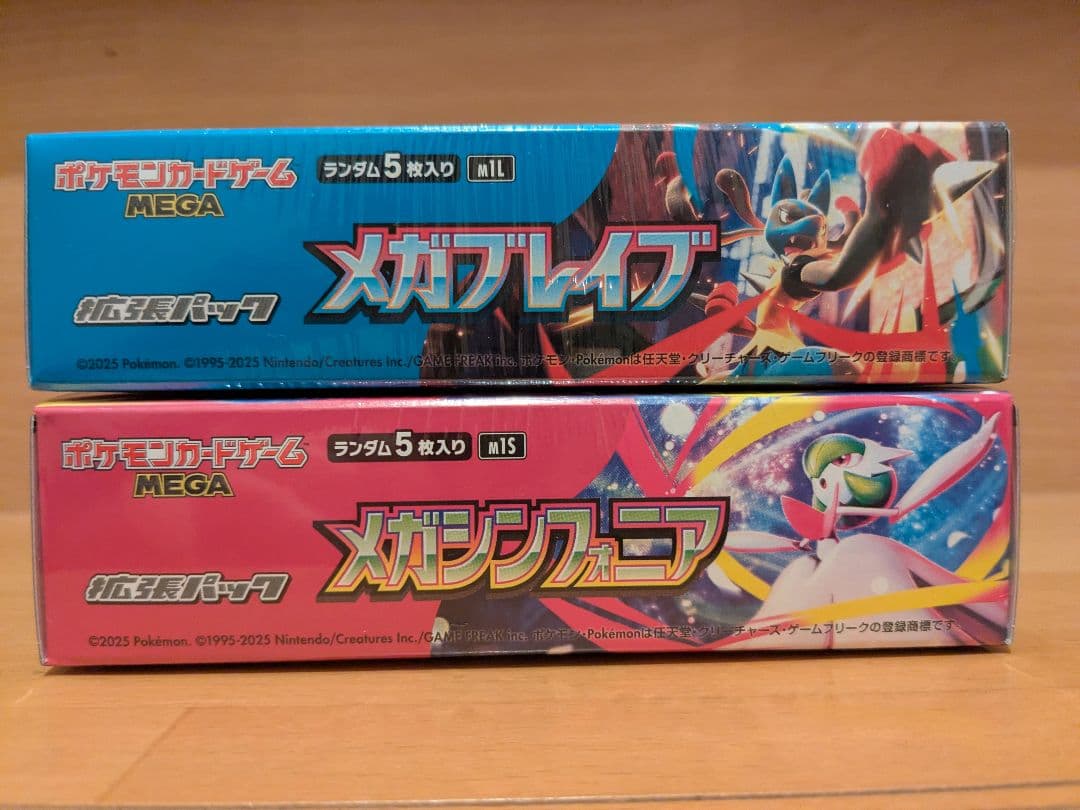 ポケモンカードゲーム
MEGA
ランダム5枚入り m1L
メガブレイブ
拡張パック
©2025 Pokémon. ©1995-2025 Nintendo/Creatures Inc./GAME FREAK inc. ポケモン・Pokémonは任天堂・クリーチャーズ・ゲームフリークの登録商標です。
ポケモンカードゲーム™
MEGA
ランダム5枚入り m1S
メガシンフォニア
拡張パック
©2025 Pokémon. ©1995-2025 Nintendo/Creatures Inc./GAME FREAK inc. ポケモン・Pokémonは任天堂・クリーチャーズ・ゲームフリークの登録商標です。